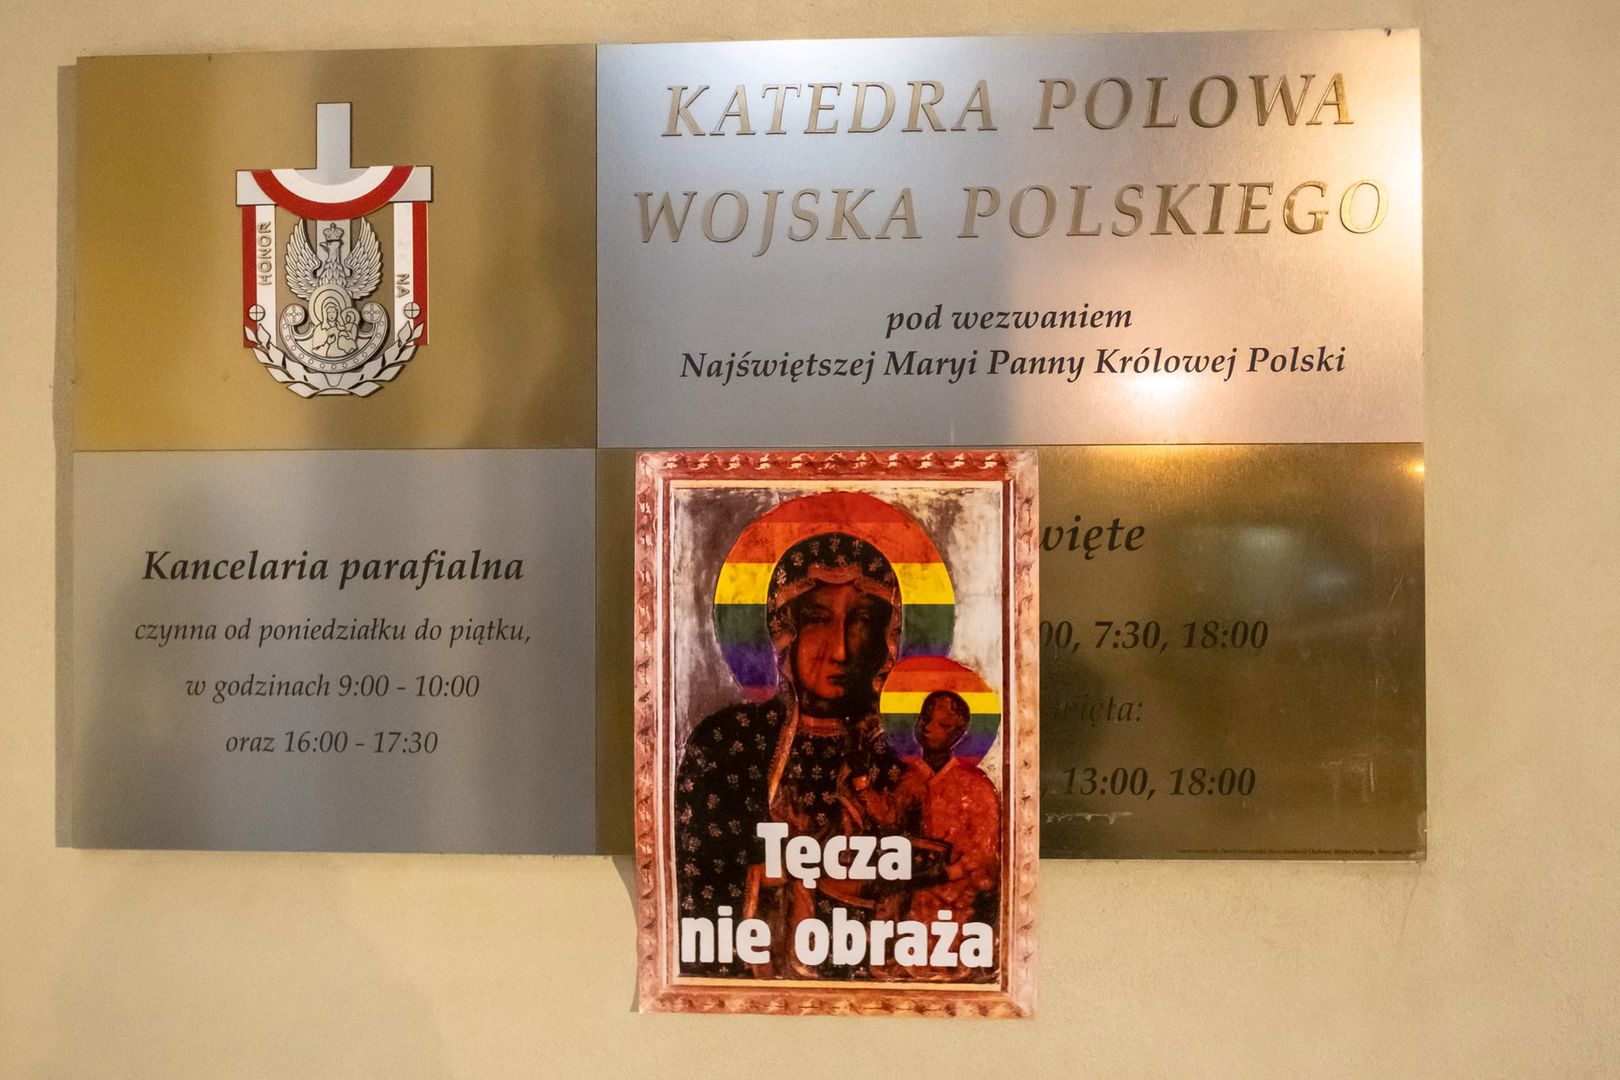 HONOR
NA
KATEDRA POLOWA
WOJSKA POLSKIEGO
pod wezwaniem
Najświętszej Maryi Panny Królowej Polski
Kancelaria parafialna
czynna od poniedziałku do piątku,
w godzinach 9:00 - 10:00
oraz 16:00 - 17:30
więte
00, 7:30, 18:00
więta:
, 13:00, 18:00
Tęcza
nie obraża